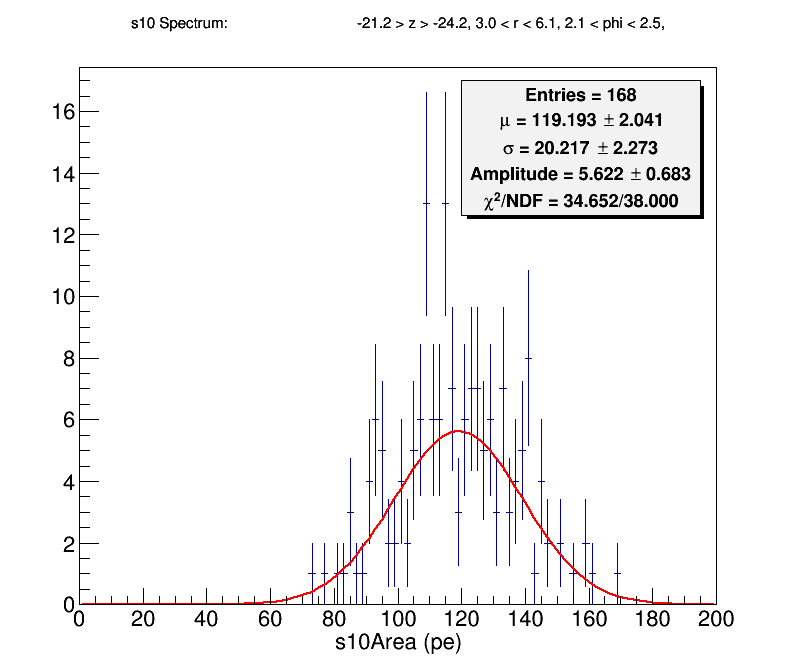 s10 Spectrum: -21.2 > z > -24.2, 3.0 < r < 6.1, 2.1 < phi < 2.5,
Entries = 168
μ = 119.193 ± 2.041
σ = 20.217 ± 2.273
Amplitude = 5.622 ± 0.683
χ²/NDF = 34.652/38.000
16
14
12
10
8
6
4
2
0
0 20 40 60 80 100 120 140 160 180 200
s10Area (pe)